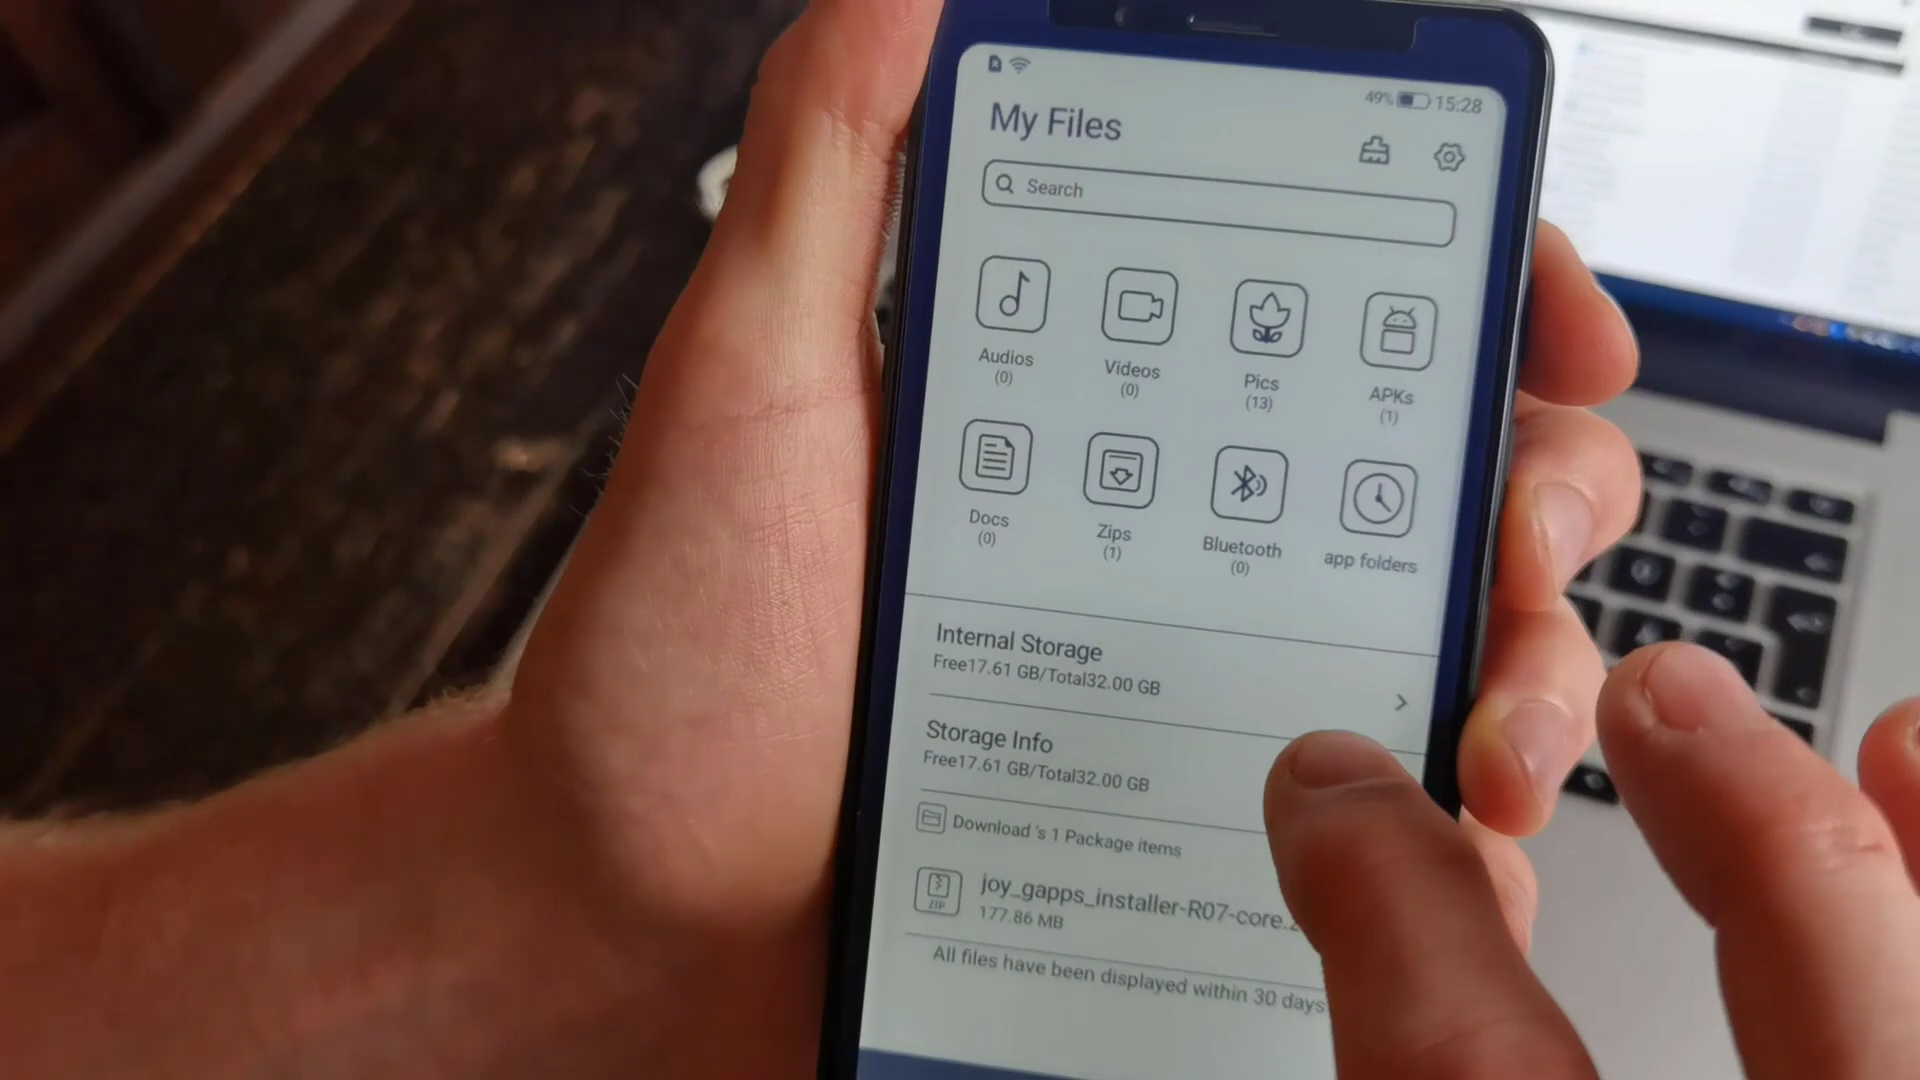 49% 15:28
My Files
Search
Audios
(0)
Videos
(0)
Pics
(13)
APKs
(1)
Docs
(0)
Zips
(1)
Bluetooth
(0)
app folders
Internal Storage
Free17.61 GB/Total32.00 GB
Storage Info
Free17.61 GB/Total32.00 GB
Download 's 1 Package items
ZIP
joy_gapps_installer-R07-core.
177.86 MB
All files have been displayed within 30 days